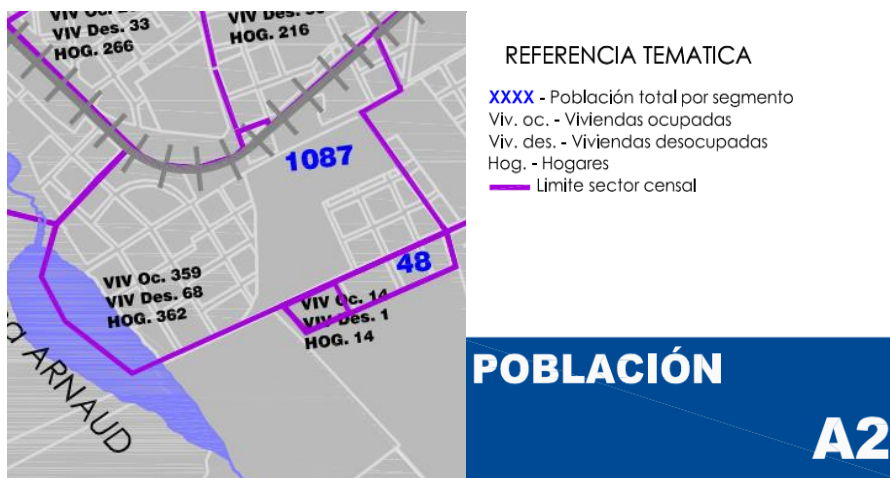 VIV Des. 33
HOG. 266
HOG. 216
1087
VIV Oc. 359
VIV Des. 68
HOG. 362
48
VIV Oc. 14
VIV Des. 1
HOG. 14
ARNAUD
REFERENCIA TEMATICA
XXXX - Población total por segmento
Viv. oc. - Viviendas ocupadas
Viv. des. - Viviendas desocupadas
Hog. - Hogares
Limite sector censal
POBLACIÓN
A2